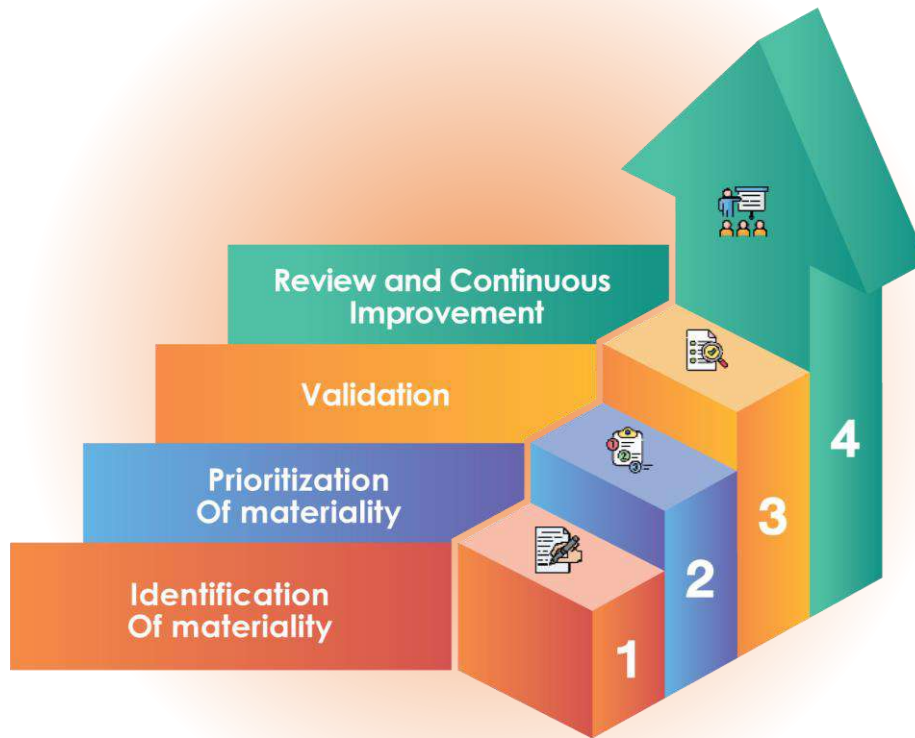 Review and Continuous
Improvement
Validation
Prioritization
Of materiality
Identification
Of materiality
1
2
3
4